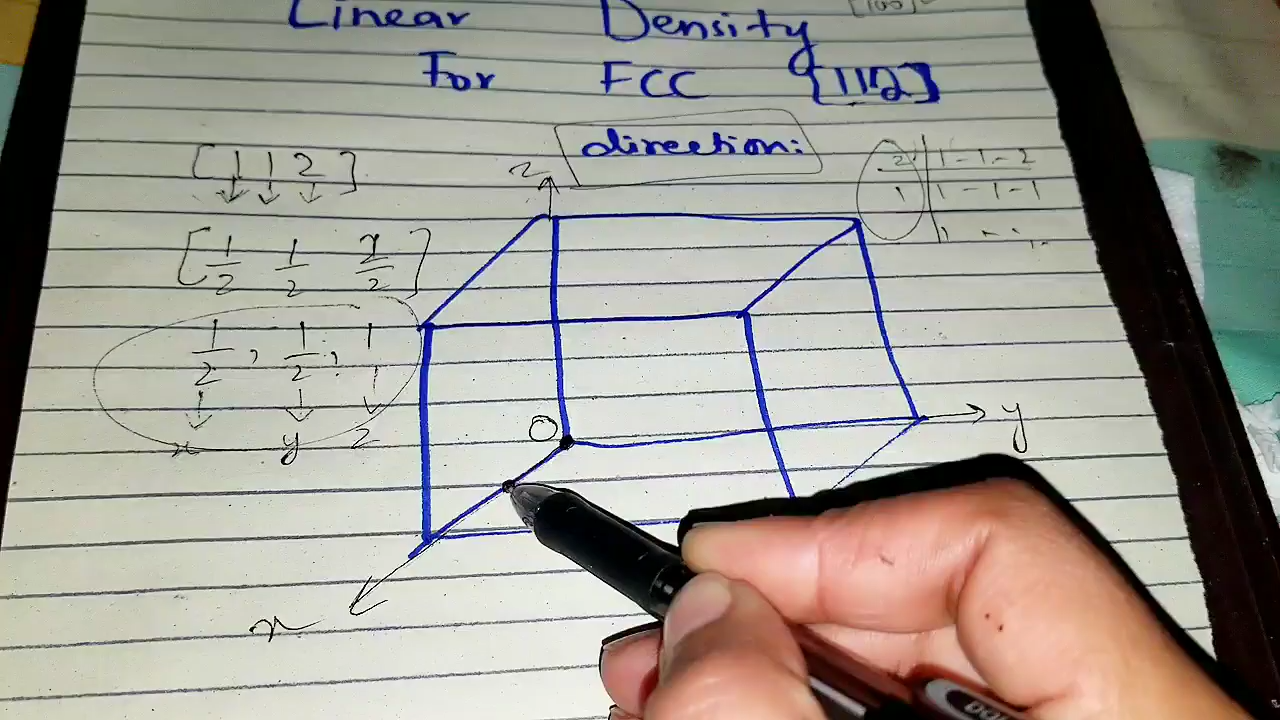 [100]
Linear Density
For FCC [112]
direction:
[1 1 2]
2 | 1 - 1 - 2
1 | 1 - 1 - 1
z
[1/2 1/2 2/2]
1/2, 1/2, 1
x y z
O
y
x